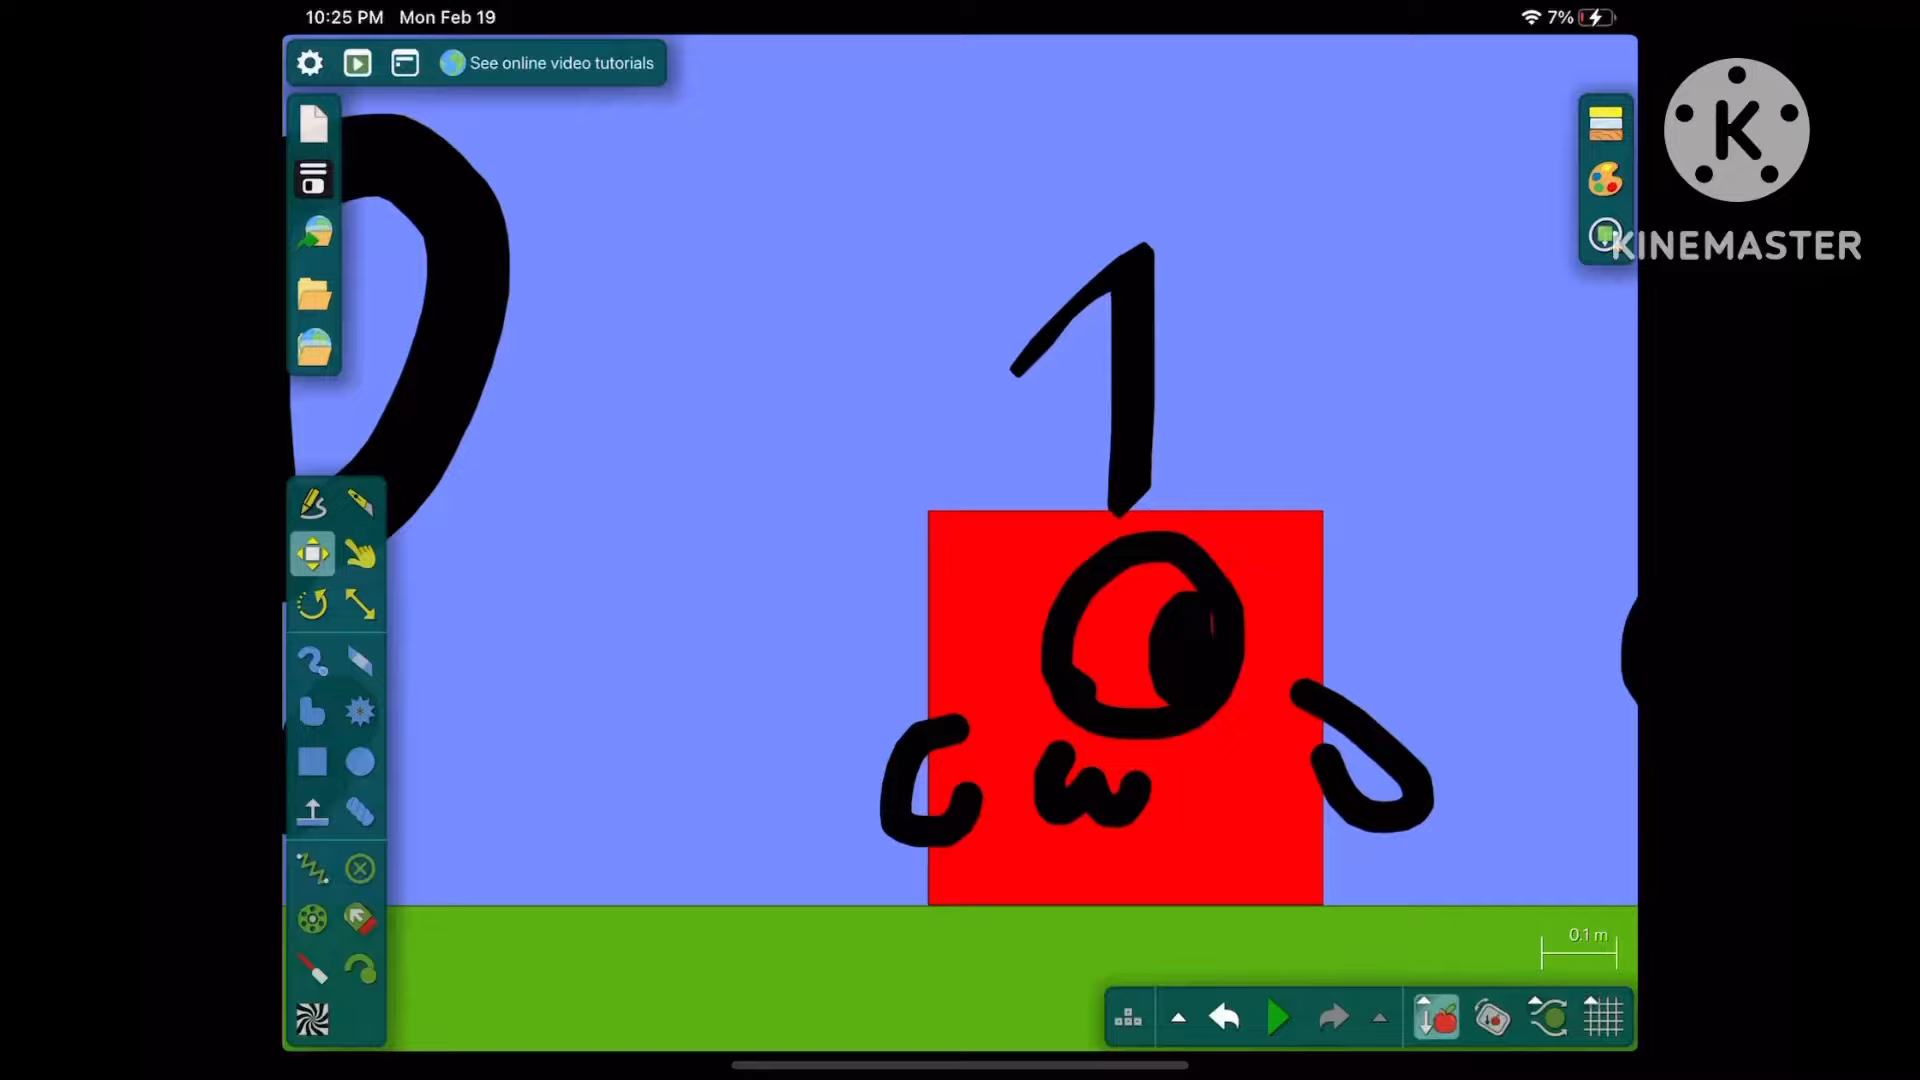 10:25 PM Mon Feb 19
7%
See online video tutorials
K
KINEMASTER
1
w
0.1 m